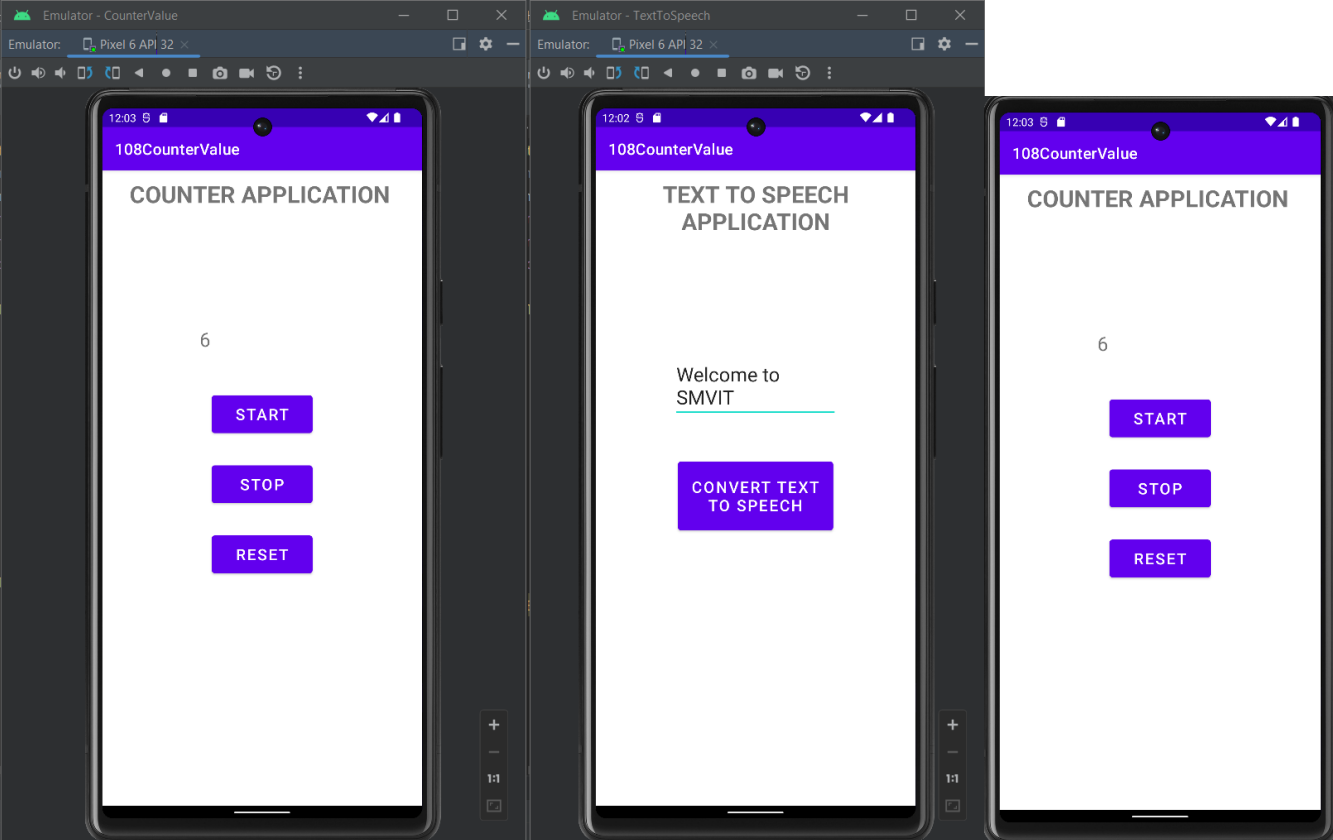 Emulator - CounterValue
Emulator: Pixel 6 API 32
12:03
108CounterValue
COUNTER APPLICATION
6
START
STOP
RESET
1:1
Emulator - TextToSpeech
Emulator: Pixel 6 API 32
12:02
108CounterValue
TEXT TO SPEECH
APPLICATION
Welcome to
SMVIT
CONVERT TEXT
TO SPEECH
1:1
12:03
108CounterValue
COUNTER APPLICATION
6
START
STOP
RESET